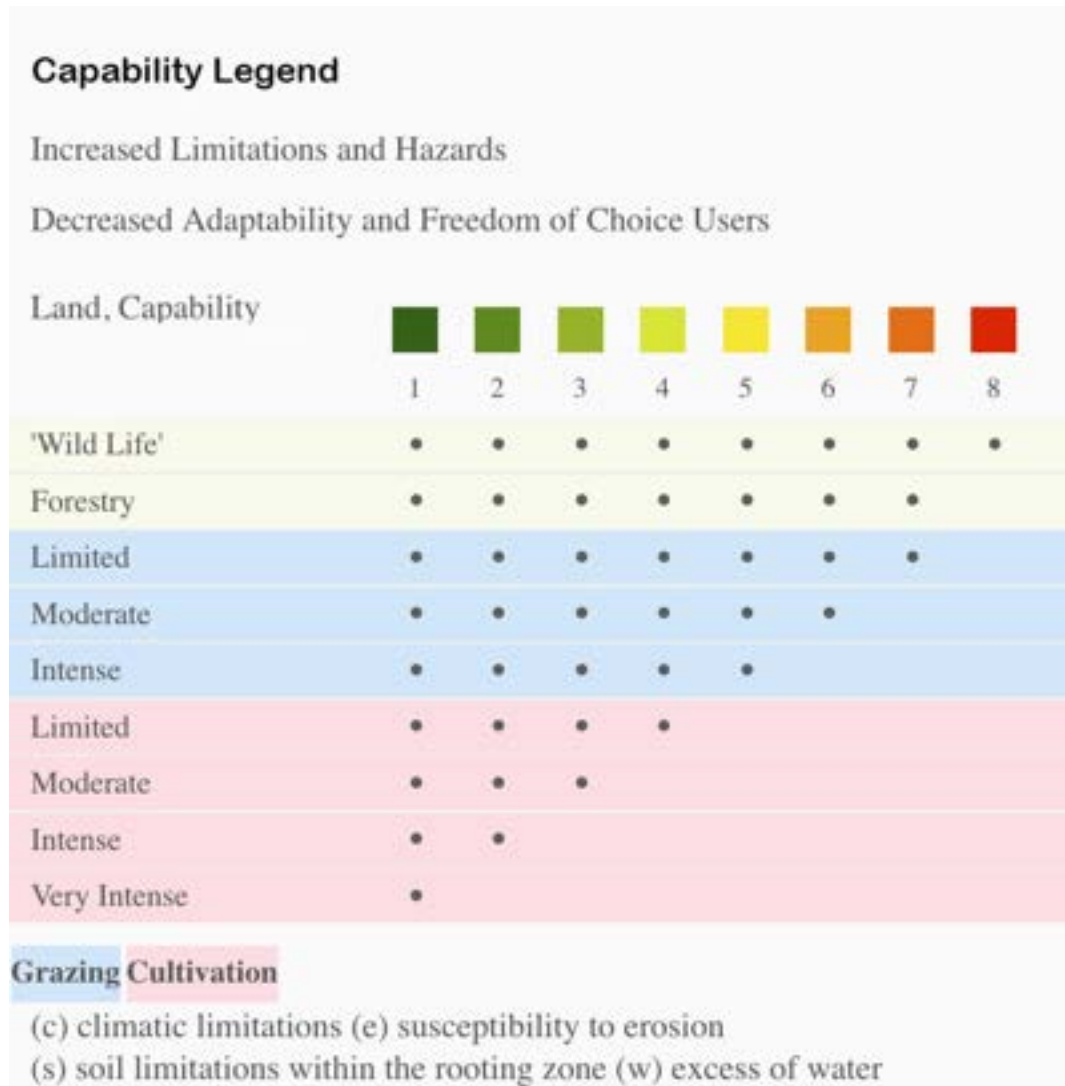 Capability Legend
Increased Limitations and Hazards
Decreased Adaptability and Freedom of Choice Users
Land, Capability
1 2 3 4 5 6 7 8
'Wild Life' • • • • • • • •
Forestry • • • • • • •
Limited • • • • • • •
Moderate • • • • • •
Intense • • • • •
Limited • • • •
Moderate • • •
Intense • •
Very Intense •
Grazing Cultivation
(c) climatic limitations (e) susceptibility to erosion
(s) soil limitations within the rooting zone (w) excess of water